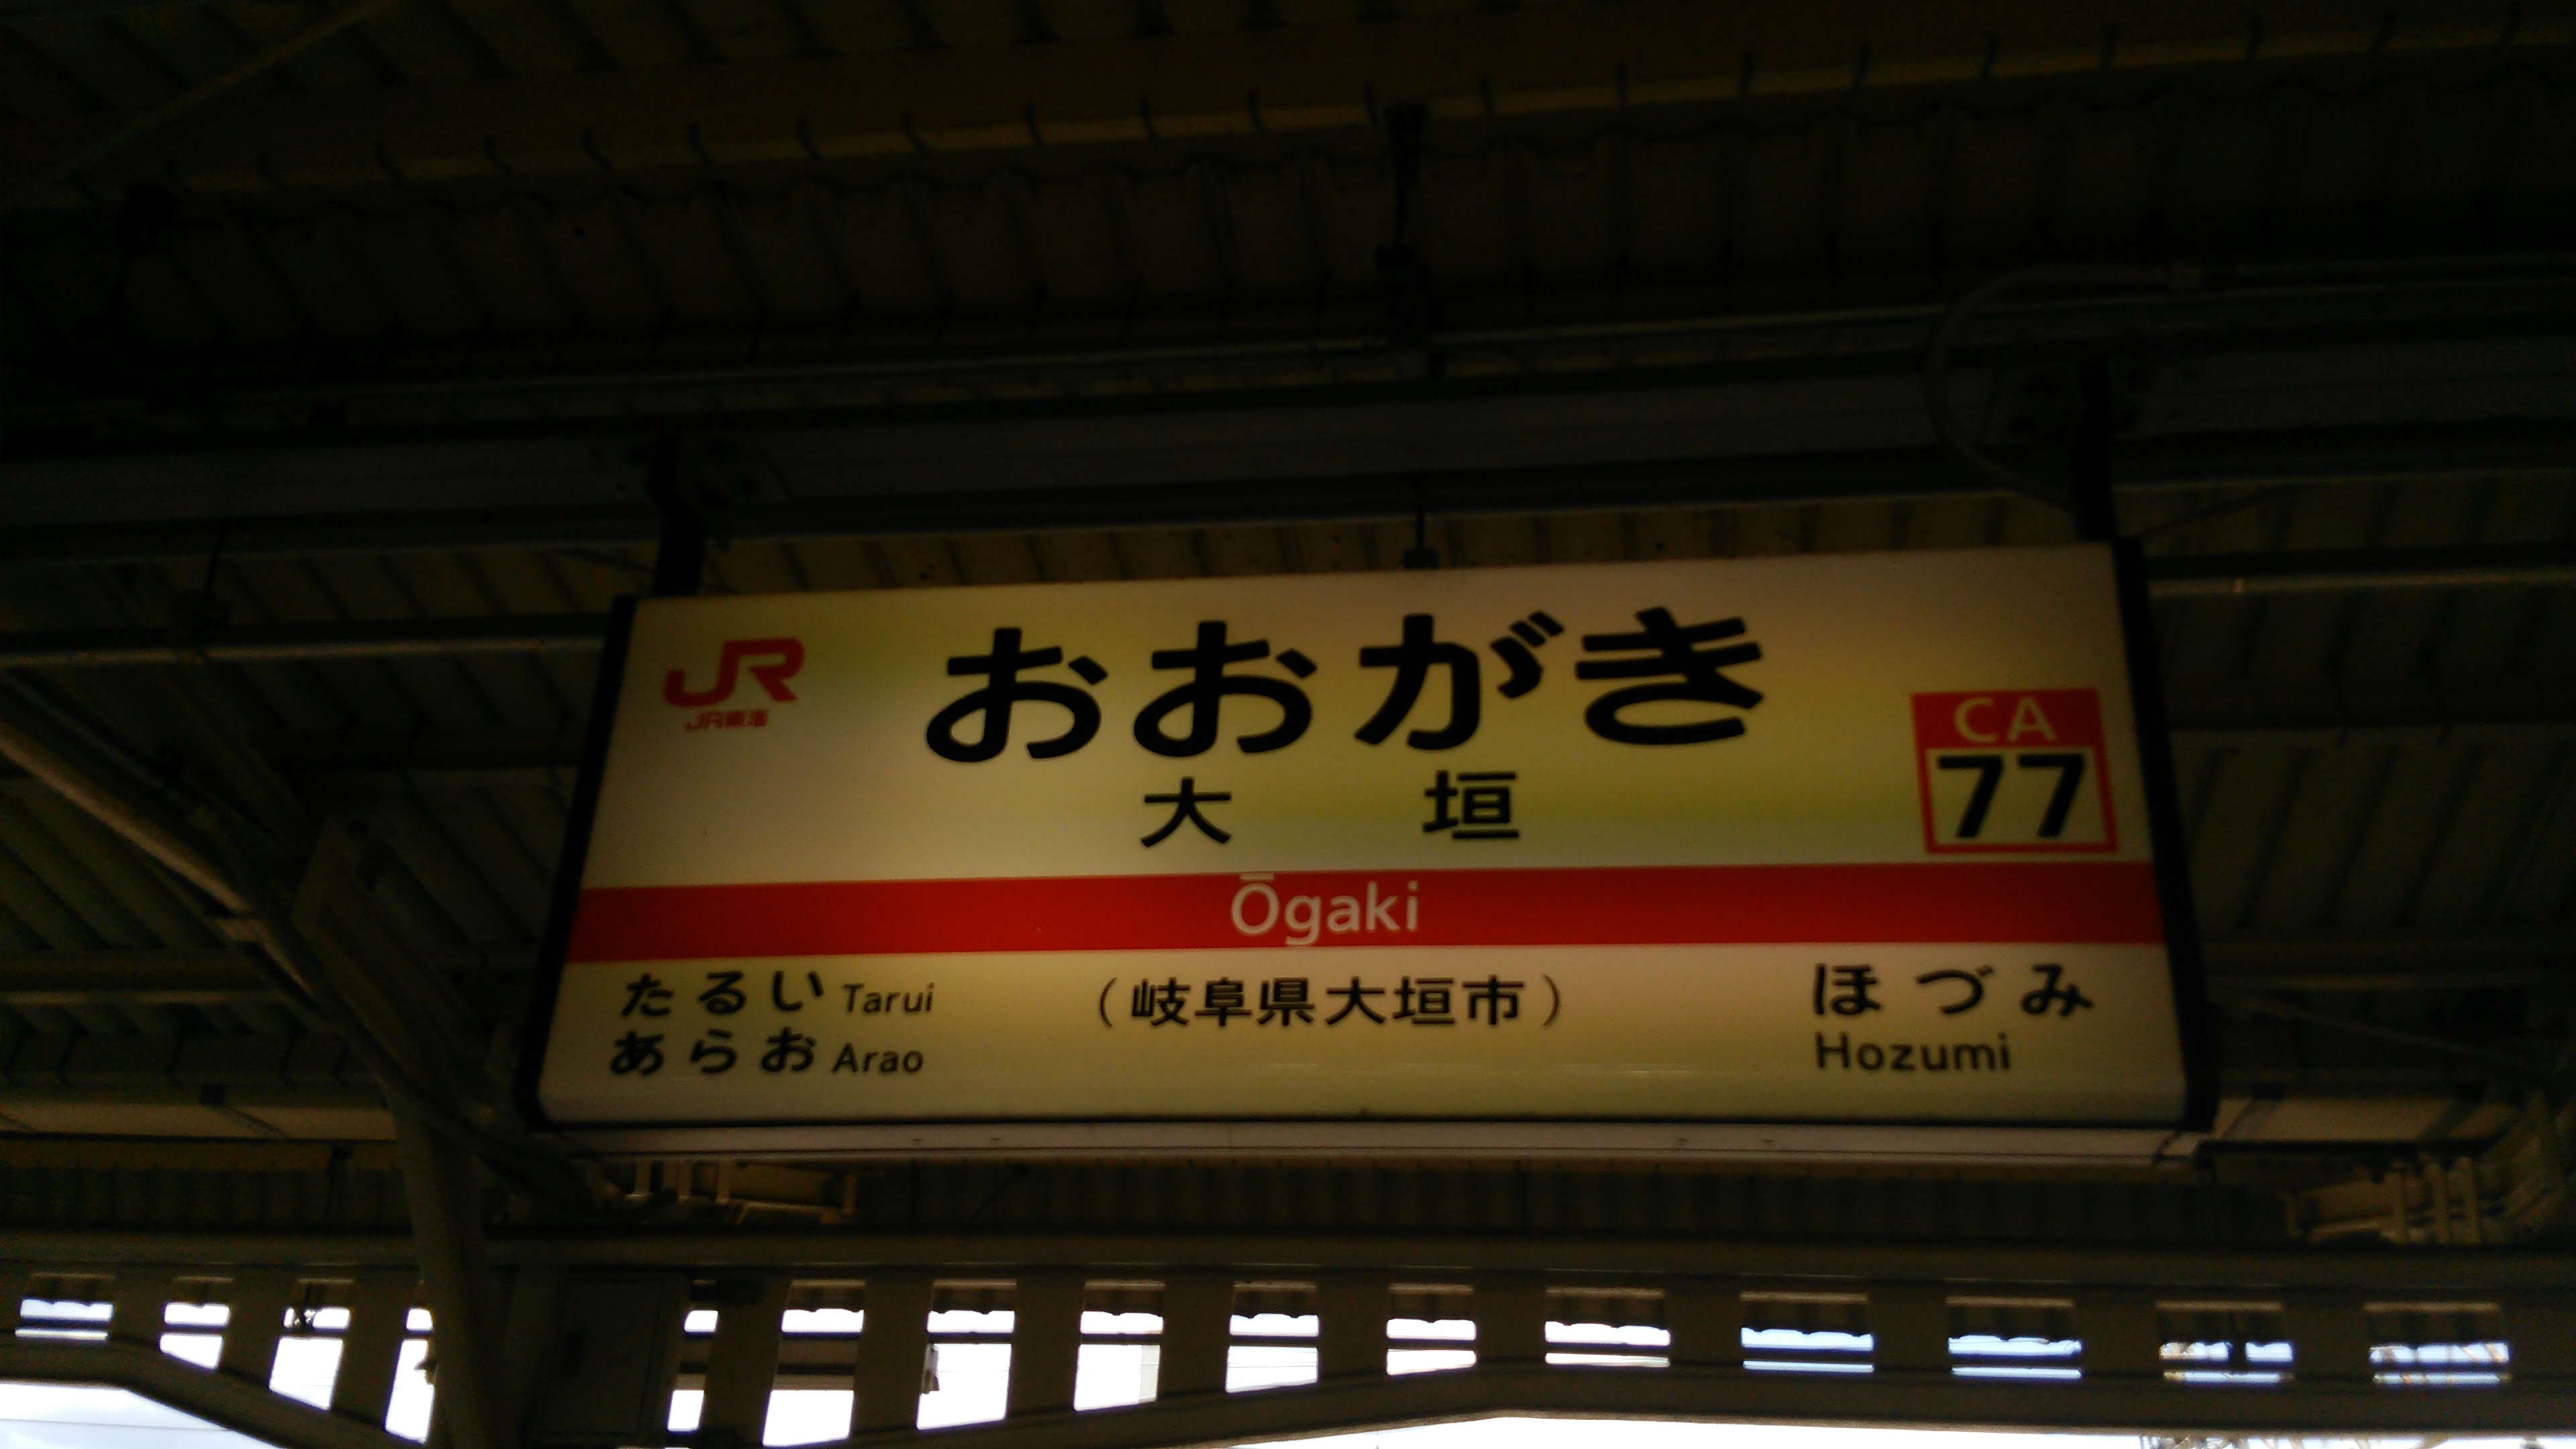 JR
JR東海
おおがき
大垣
CA
77
Ōgaki
たるい Tarui
あらお Arao
(岐阜県大垣市)
ほづみ
Hozumi